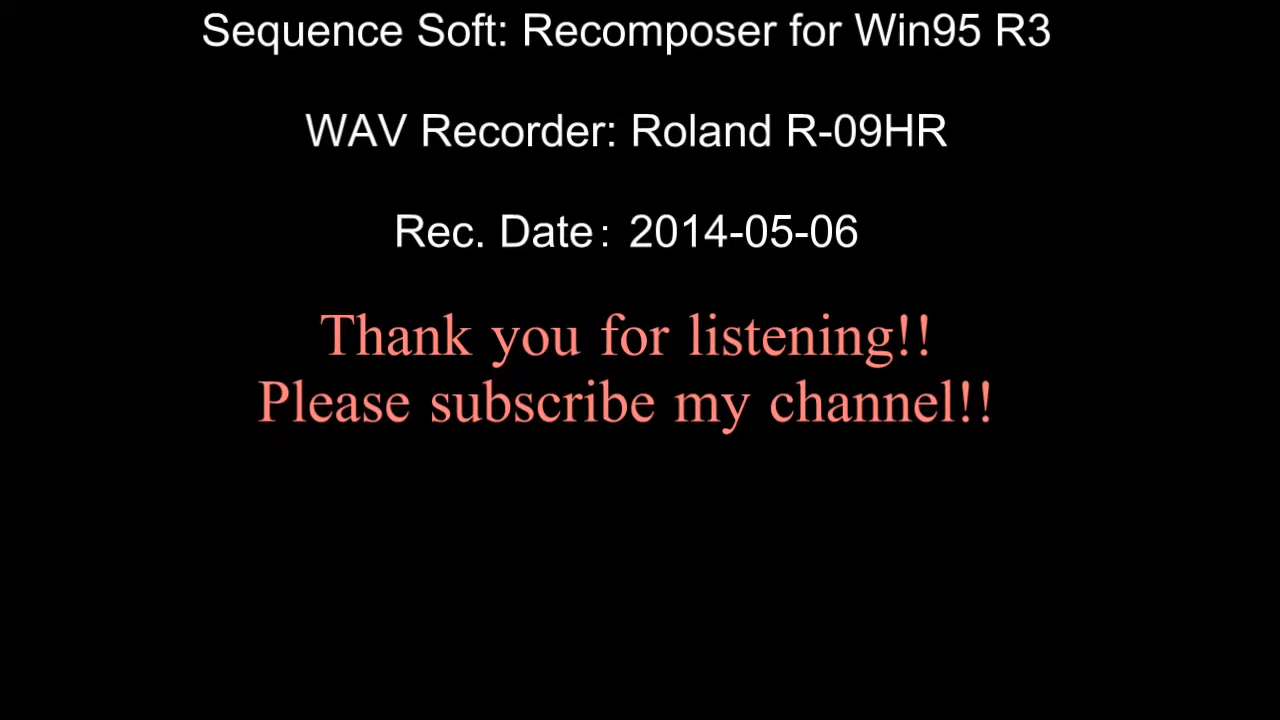 Sequence Soft: Recomposer for Win95 R3
WAV Recorder: Roland R-09HR
Rec. Date： 2014-05-06
Thank you for listening!!
Please subscribe my channel!!